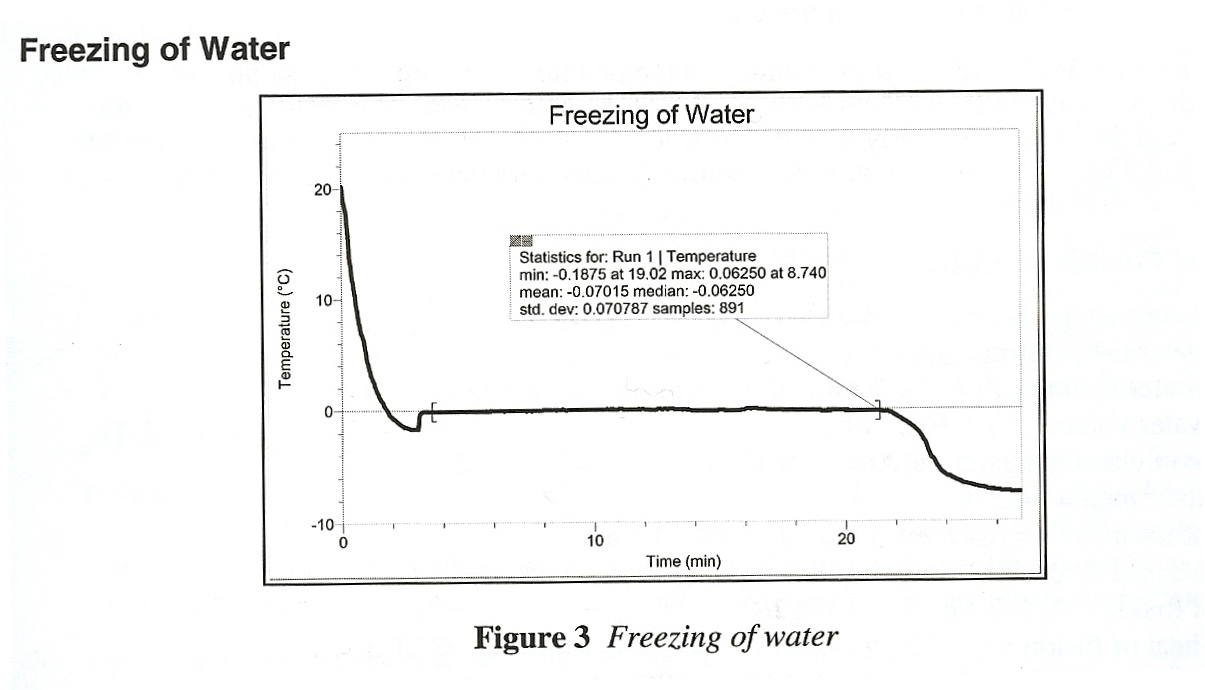 Freezing of Water
Freezing of Water
20
Statistics for: Run 1 | Temperature
min: -0.1875 at 19.02 max: 0.06250 at 8.740
mean: -0.07015 median: -0.06250
std. dev: 0.070787 samples: 891
10
Temperature (°C)
0
-10
0 10 20
Time (min)
Figure 3 Freezing of water